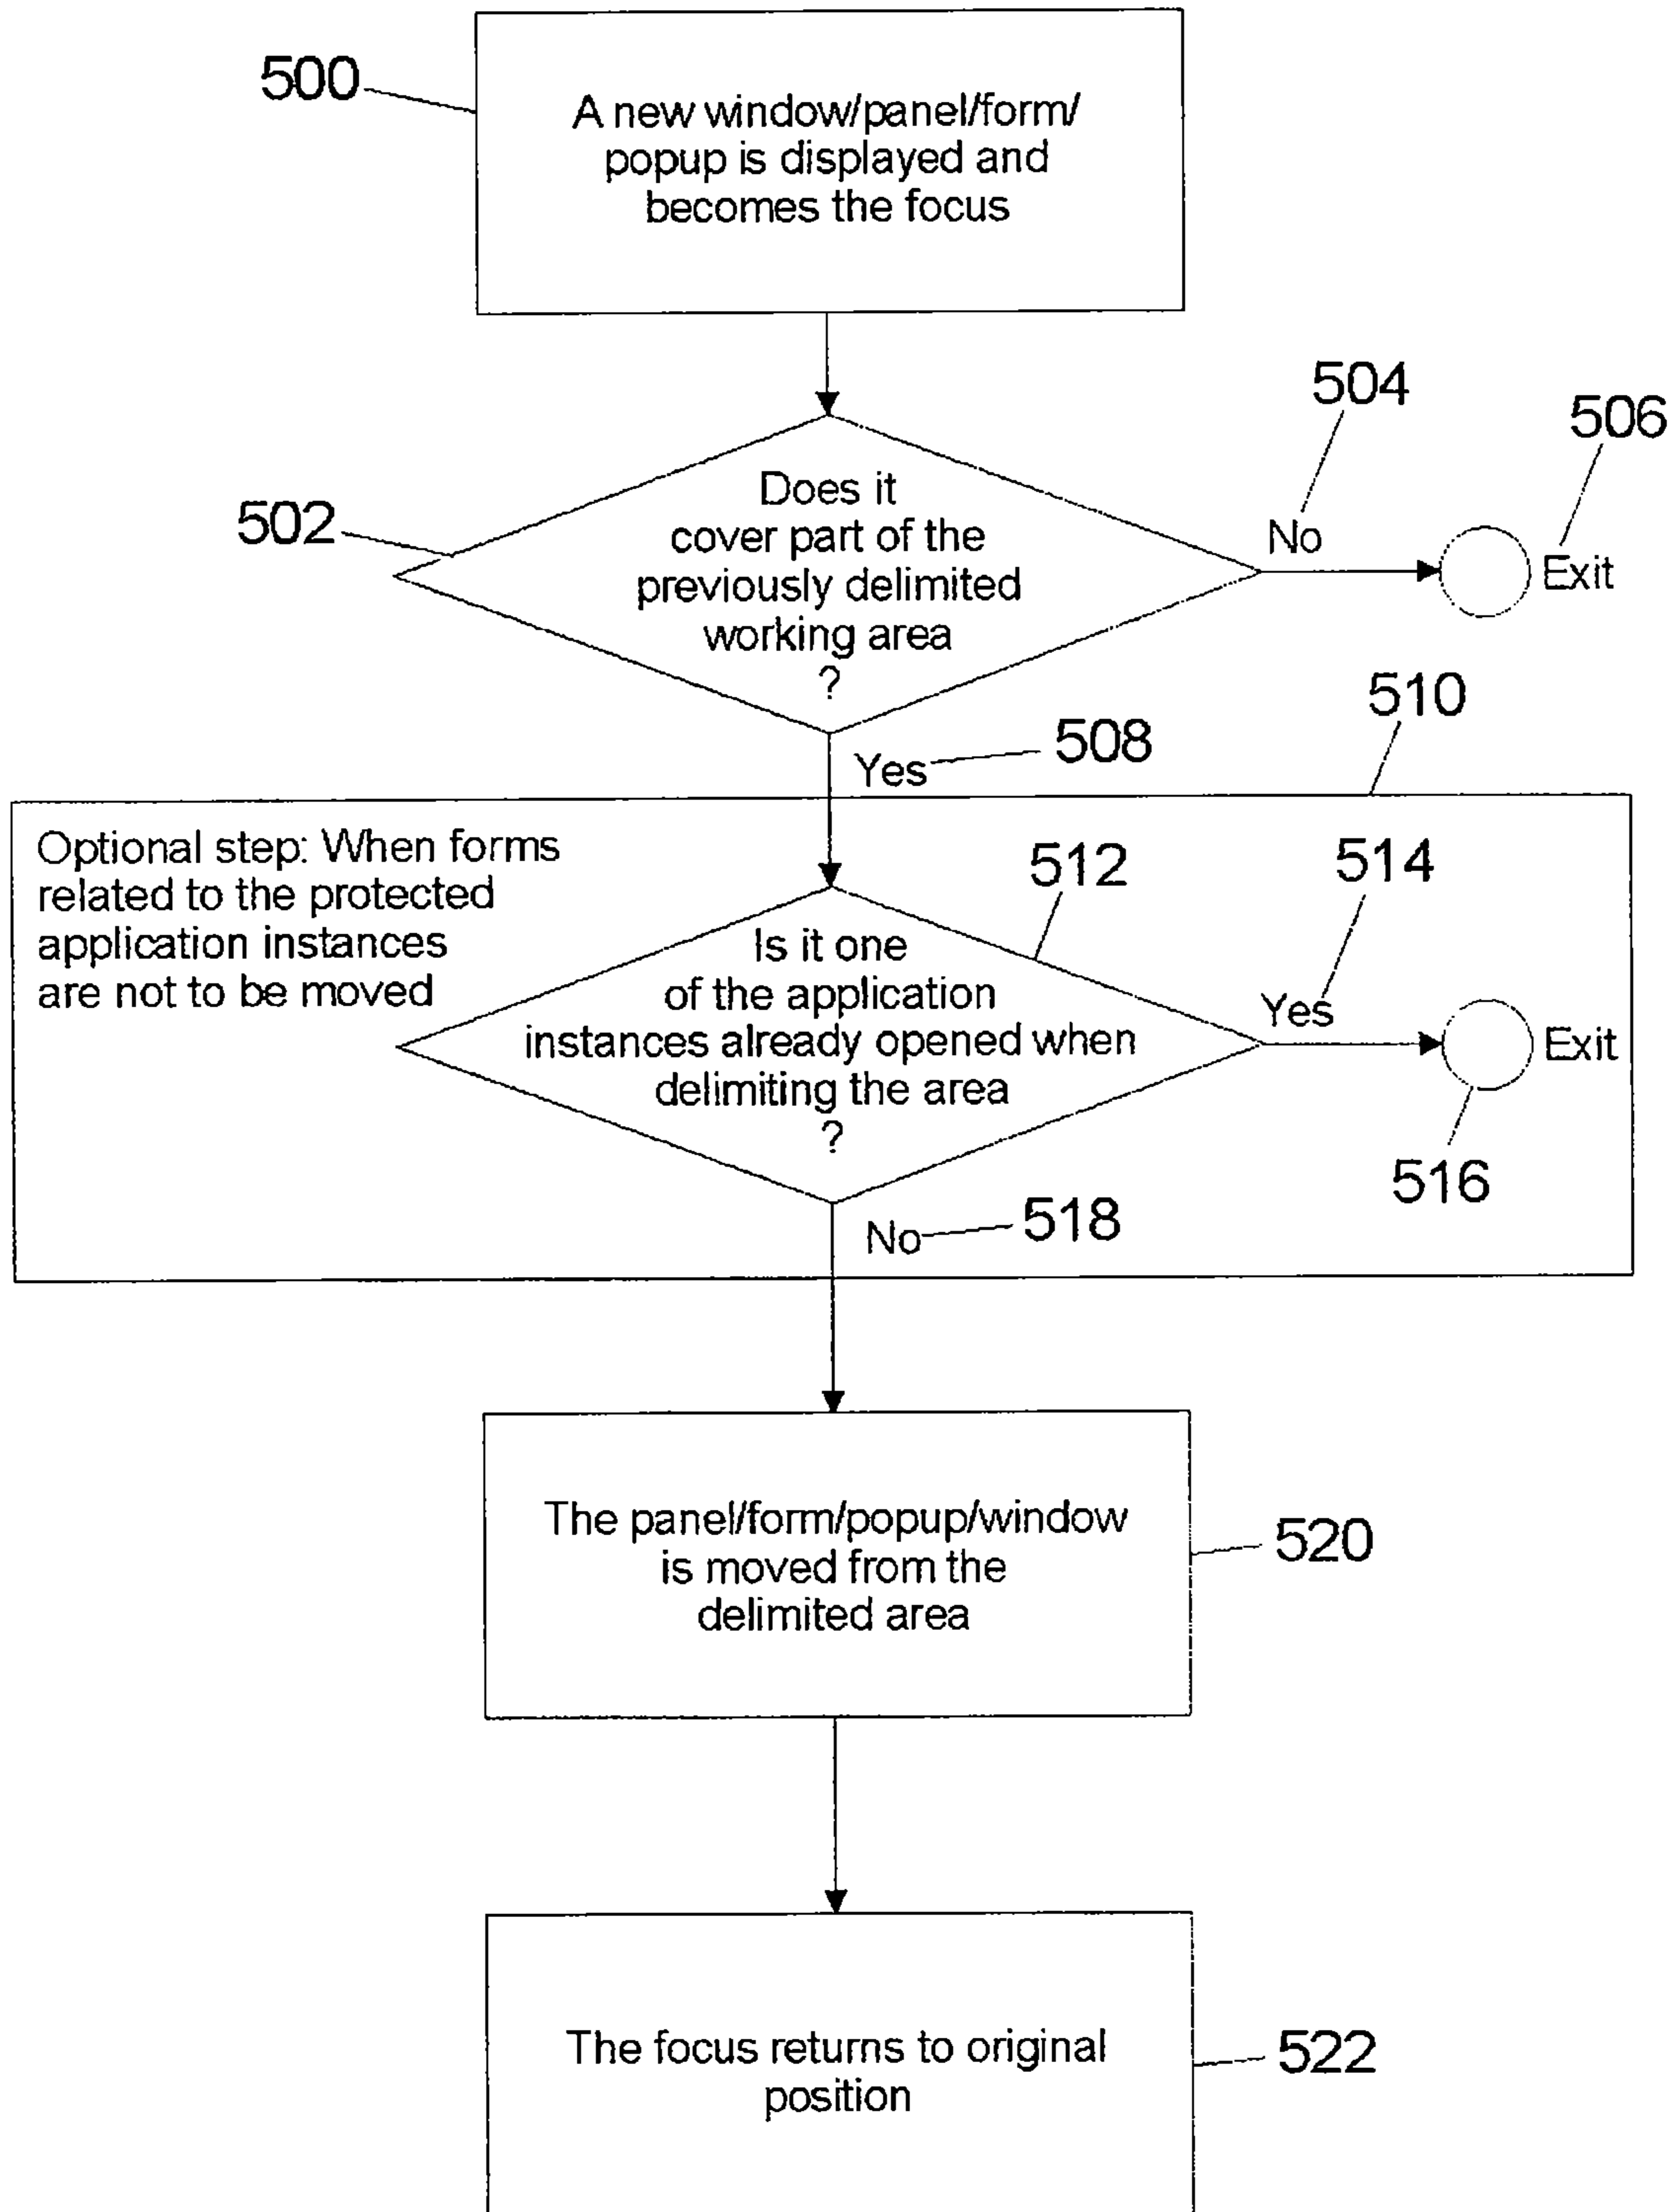 500
A new window/panel/form/
popup is displayed and
becomes the focus
504
506
502
Does it
cover part of the
previously delimited
working area
?
No
Exit
510
508
Yes
Optional step: When forms
related to the protected
application instances
are not to be moved
512
514
Is it one
of the application
instances already opened when
delimiting the area
?
Yes
Exit
516
518
No
The panel/form/popup/window
is moved from the
delimited area
520
The focus returns to original
position
522